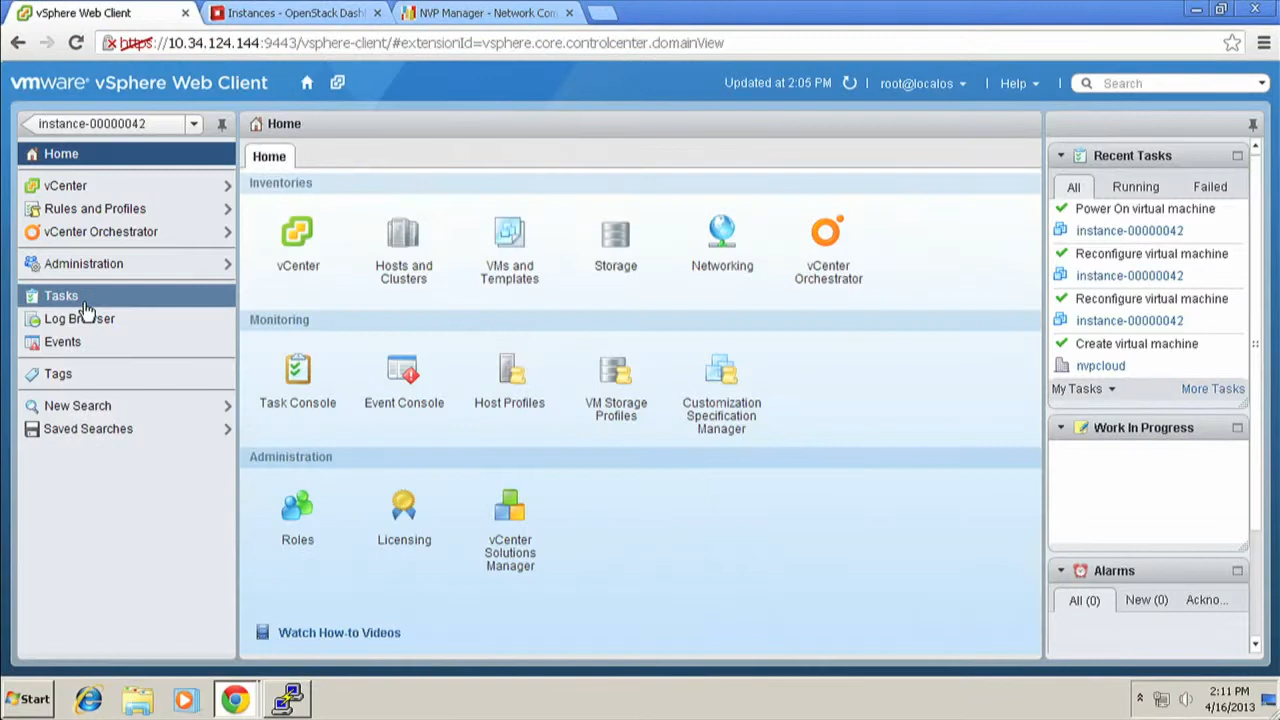 vSphere Web Client
Instances - OpenStack Dash
NVP Manager - Network Con
https://10.34.124.144:9443/vsphere-client/#extensionId=vsphere.core.controlcenter.domainView
vmware vSphere Web Client
Updated at 2:05 PM
root@localos
Help
Search
instance-00000042
Home
vCenter
Rules and Profiles
vCenter Orchestrator
Administration
Tasks
Log Browser
Events
Tags
New Search
Saved Searches
Home
Home
Inventories
vCenter
Hosts and
Clusters
VMs and
Templates
Storage
Networking
vCenter
Orchestrator
Monitoring
Task Console
Event Console
Host Profiles
VM Storage
Profiles
Customization
Specification
Manager
Administration
Roles
Licensing
vCenter
Solutions
Manager
Watch How-to Videos
Recent Tasks
All
Running
Failed
Power On virtual machine
instance-00000042
Reconfigure virtual machine
instance-00000042
Reconfigure virtual machine
instance-00000042
Create virtual machine
nvpcloud
My Tasks
More Tasks
Work In Progress
Alarms
All (0)
New (0)
Ackno...
Start
2:11 PM
4/16/2013